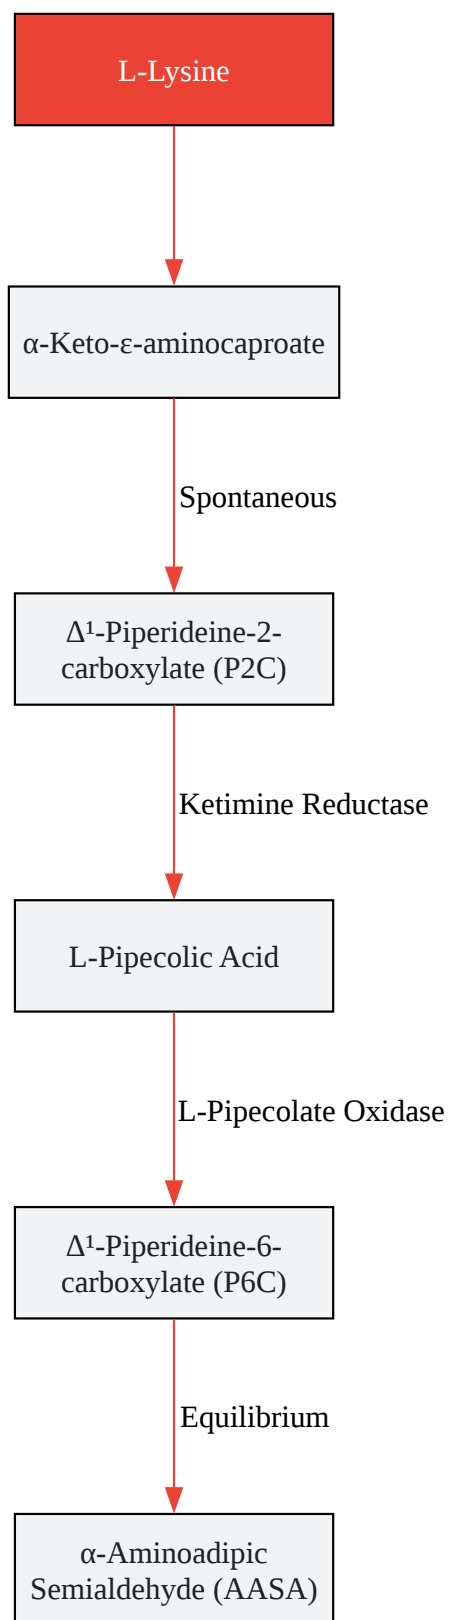 L-Lysine
α-Keto-ε-aminocaproate
Spontaneous
Δ¹-Piperideine-2-
carboxylate (P2C)
Ketimine Reductase
L-Pipecolic Acid
L-Pipecolate Oxidase
Δ¹-Piperideine-6-
carboxylate (P6C)
Equilibrium
α-Aminoadipic
Semialdehyde (AASA)